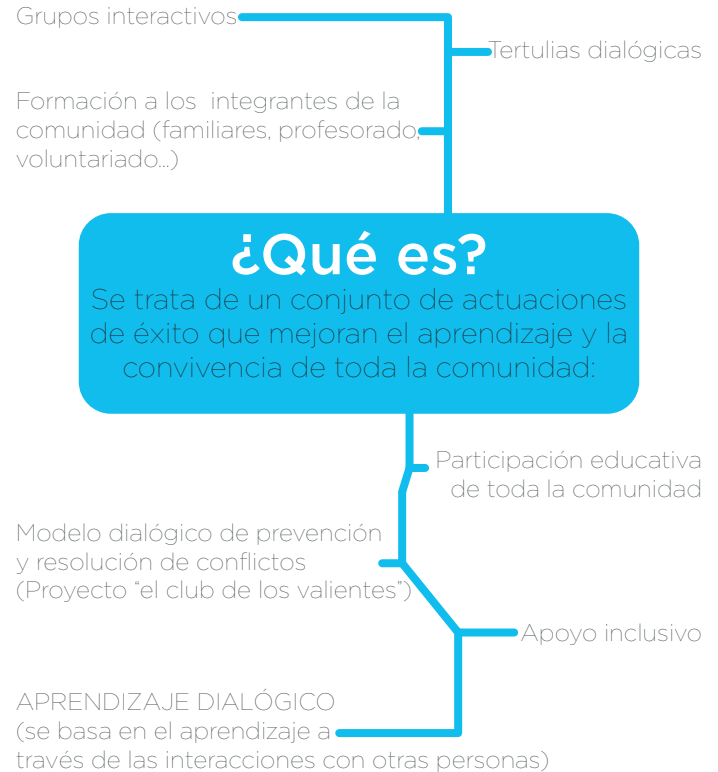 Grupos interactivos
Tertulias dialógicas
Formación a los integrantes de la
comunidad (familiares, profesorado,
voluntariado...)
¿Qué es?
Se trata de un conjunto de actuaciones
de éxito que mejoran el aprendizaje y la
convivencia de toda la comunidad:
Participación educativa
de toda la comunidad
Modelo dialógico de prevención
y resolución de conflictos
(Proyecto “el club de los valientes”)
Apoyo inclusivo
APRENDIZAJE DIALÓGICO
(se basa en el aprendizaje a
través de las interacciones con otras personas)